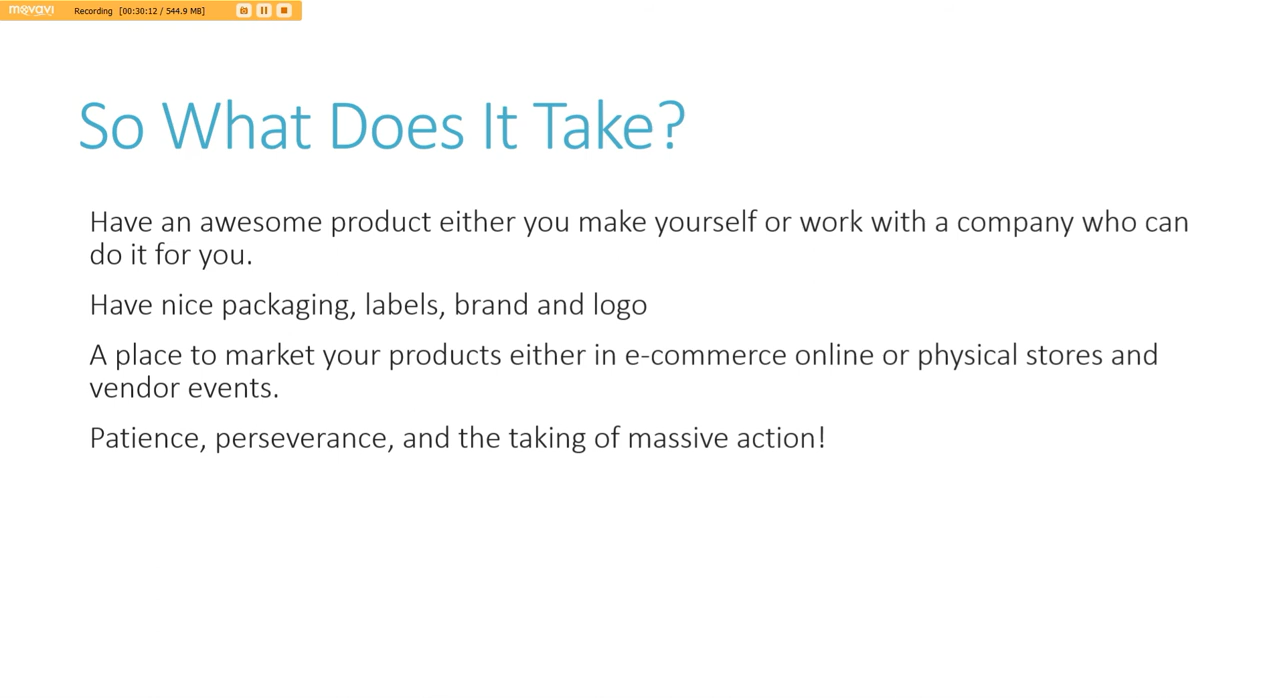 movavi Recording [00:30:12 / 544.9 MB]
So What Does It Take?
Have an awesome product either you make yourself or work with a company who can
do it for you.
Have nice packaging, labels, brand and logo
A place to market your products either in e-commerce online or physical stores and
vendor events.
Patience, perseverance, and the taking of massive action!